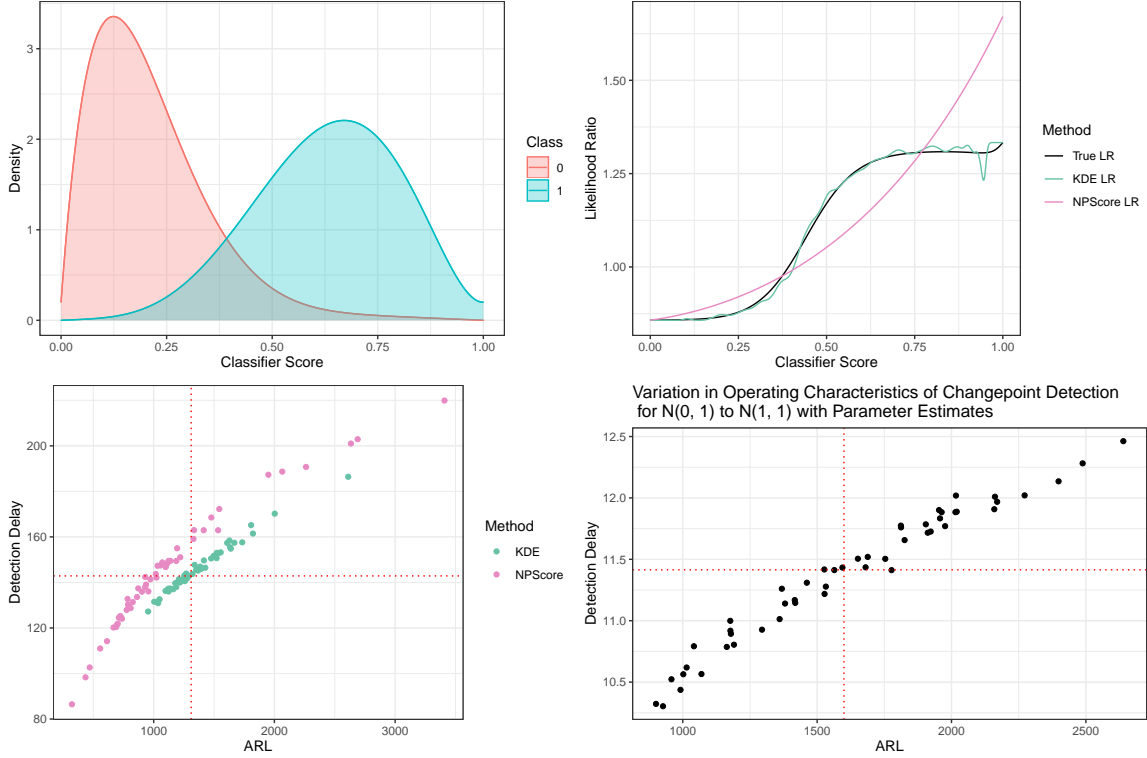 3
2
1
0
Density
0.00
0.25
0.50
0.75
1.00
Classifier Score
Class
0
1
1.50
1.25
1.00
Likelihood Ratio
0.00
0.25
0.50
0.75
1.00
Classifier Score
Method
True LR
KDE LR
NPScore LR
200
160
120
80
Detection Delay
1000
2000
3000
ARL
Method
KDE
NPScore
Variation in Operating Characteristics of Changepoint Detection
for N(0, 1) to N(1, 1) with Parameter Estimates
12.5
12.0
11.5
11.0
10.5
Detection Delay
1000
1500
2000
2500
ARL